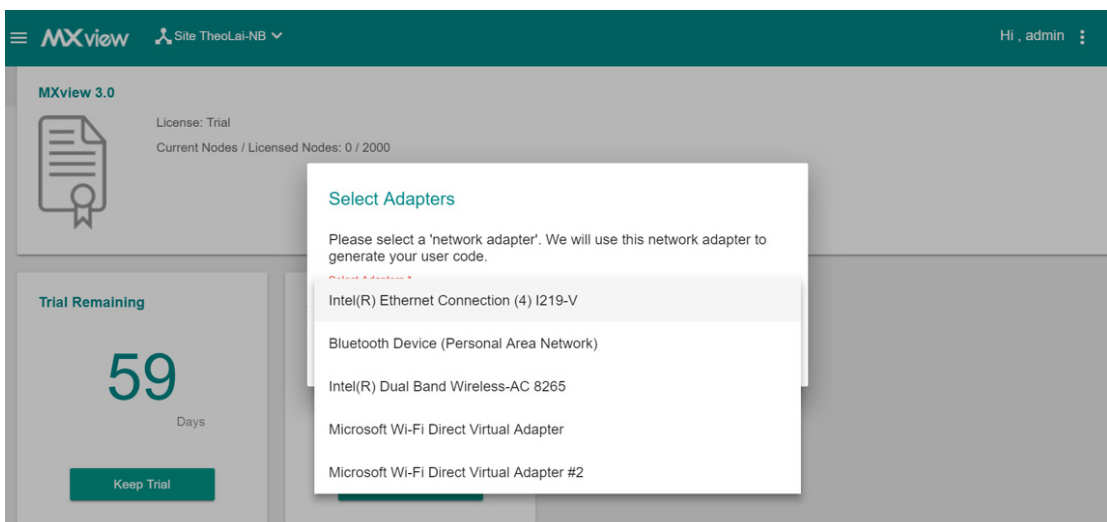 MXview
Site TheoLai-NB
Hi , admin
MXview 3.0
License: Trial
Current Nodes / Licensed Nodes: 0 / 2000
Select Adapters
Please select a 'network adapter'. We will use this network adapter to
generate your user code.
Select Adapters *
Intel(R) Ethernet Connection (4) I219-V
Bluetooth Device (Personal Area Network)
Intel(R) Dual Band Wireless-AC 8265
Microsoft Wi-Fi Direct Virtual Adapter
Microsoft Wi-Fi Direct Virtual Adapter #2
Trial Remaining
59
Days
Keep Trial